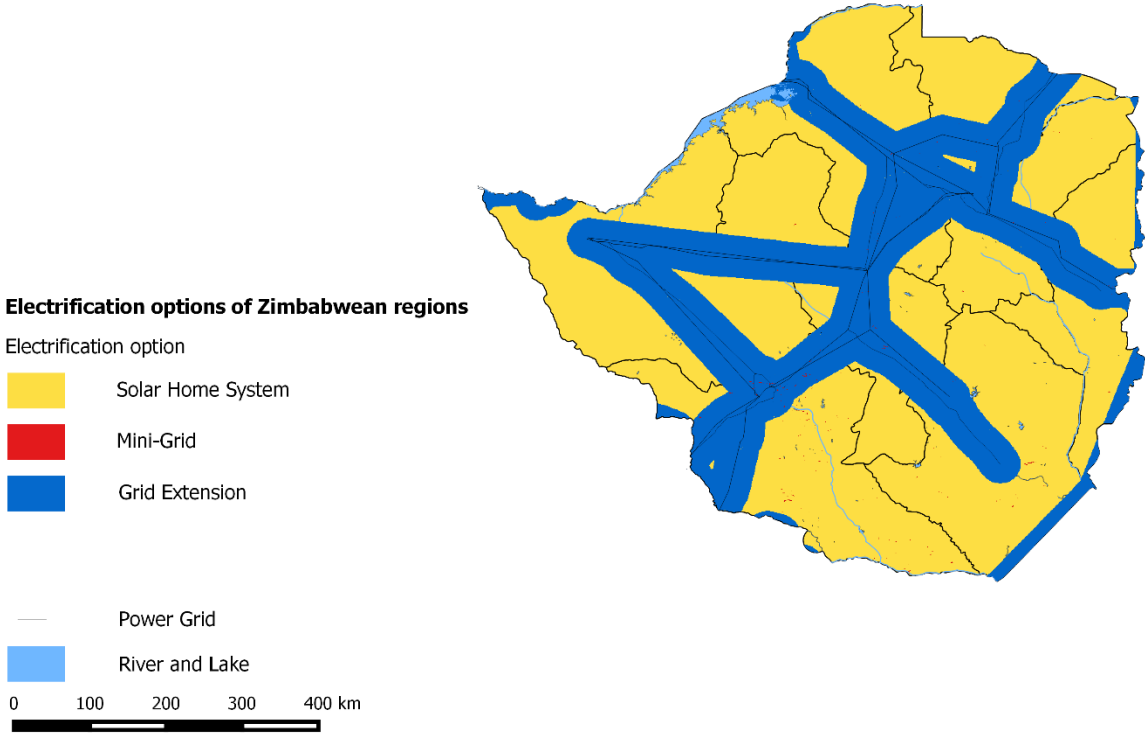 Electrification options of Zimbabwean regions
Electrification option
Solar Home System
Mini-Grid
Grid Extension
Power Grid
River and Lake
0 100 200 300 400 km